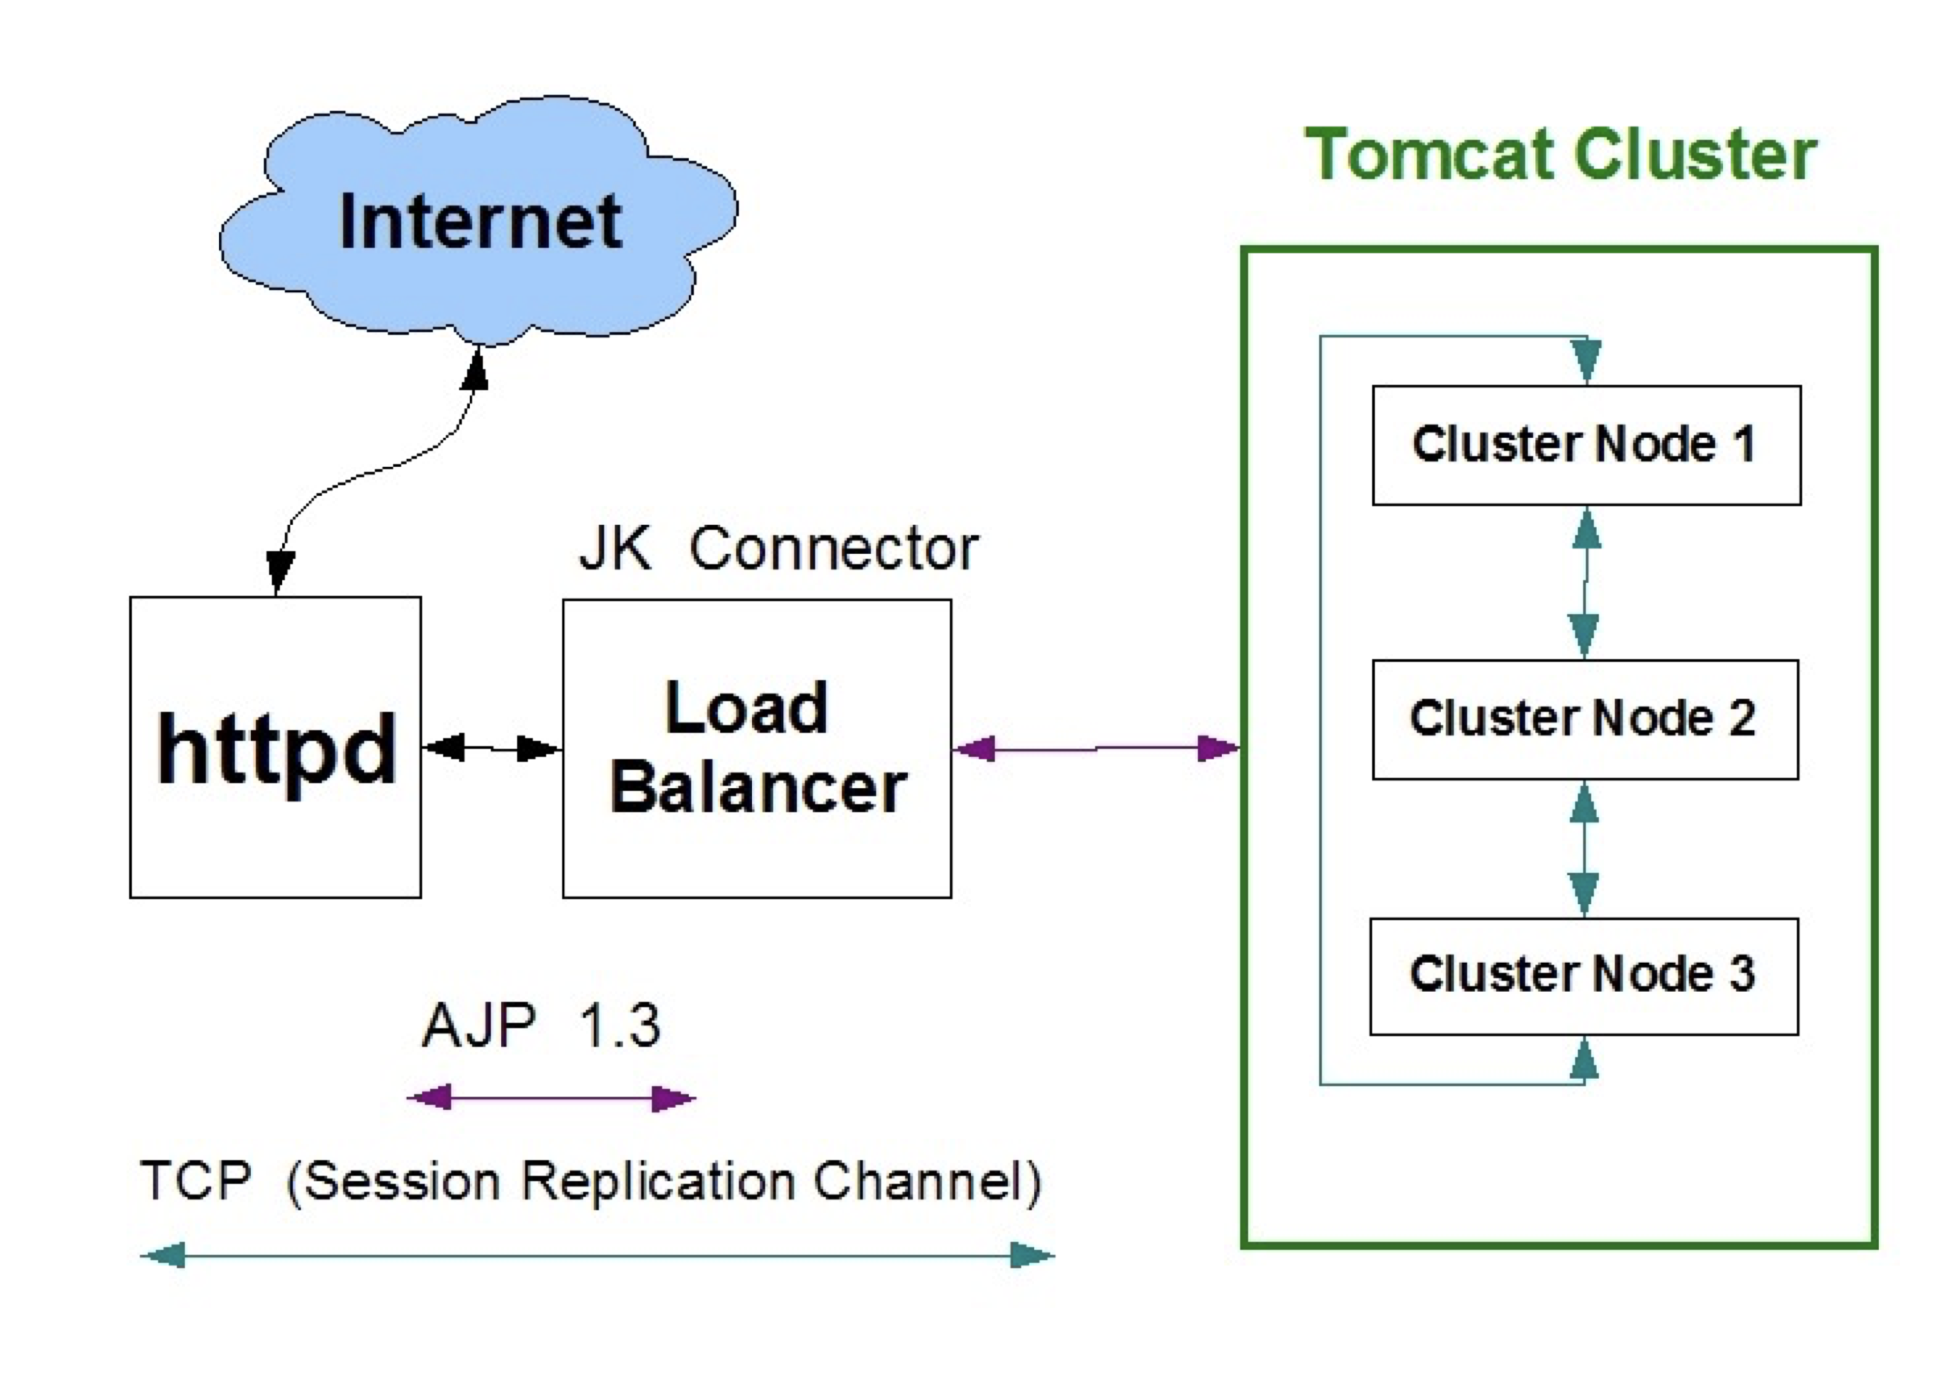 Internet
Tomcat Cluster
Cluster Node 1
JK Connector
httpd
Load
Balancer
Cluster Node 2
Cluster Node 3
AJP 1.3
TCP (Session Replication Channel)